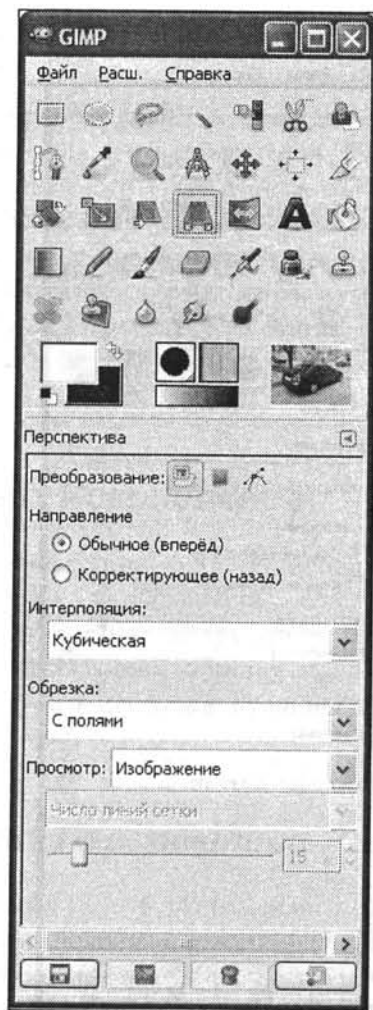 GIMP
Файл Расш. Справка
Перспектива
Преобразование:
Направление
Обычное (вперёд)
Корректирующее (назад)
Интерполяция:
Кубическая
Обрезка:
С полями
Просмотр: Изображение
Число линий сетки
15